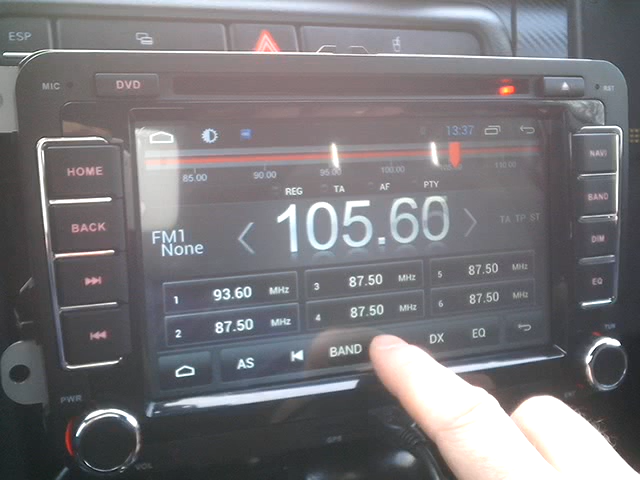 ESP
MIC
DVD
RST
13:37
85.00 90.00 95.00 100.00 110.00
REG TA AF PTY
FM1
None
105.60
TA TP ST
1 93.60 MHz
3 87.50 MHz
5 87.50 MHz
2 87.50 MHz
4 87.50 MHz
6 87.50 MHz
AS BAND DX EQ
HOME
BACK
NAVI
BAND
DIM
EQ
PWR
VOL
GPS
TUN